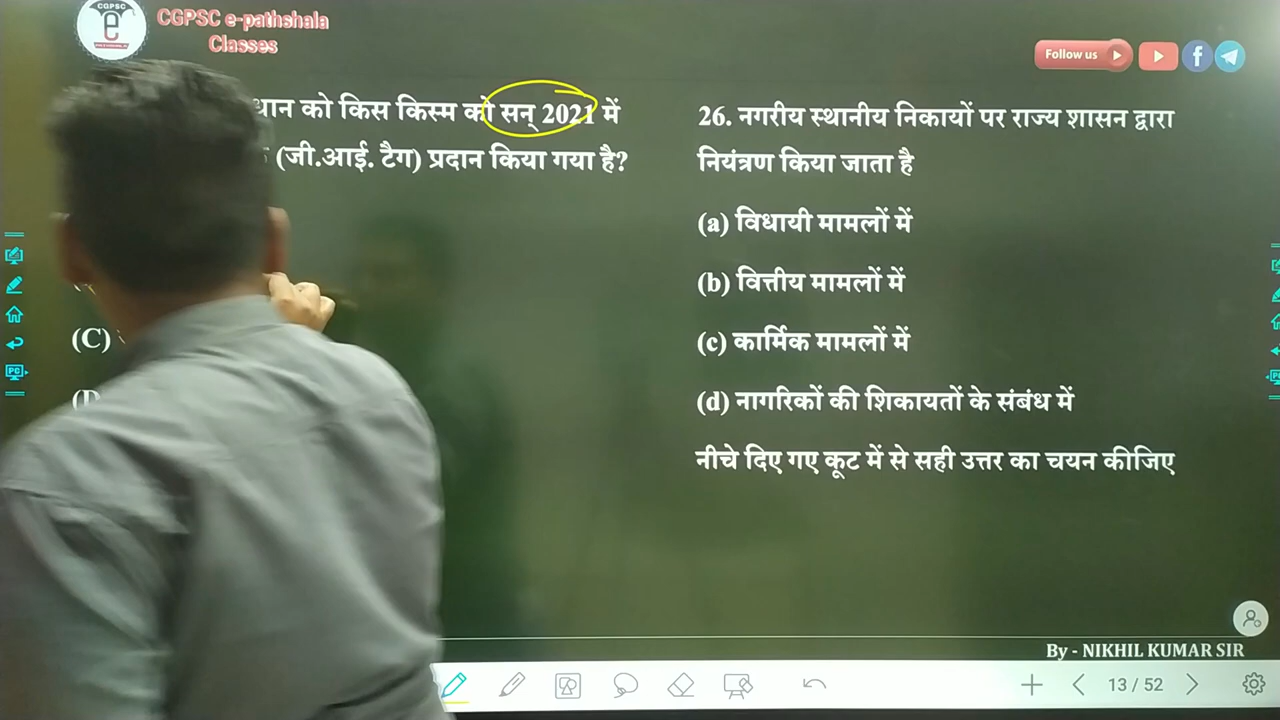 CGPSC
e
CGPSC e-pathshala
Classes
Follow us
धान को किस किस्म को सन् 2021 में
(जी.आई. टैग) प्रदान किया गया है?
(C)
(D
26. नगरीय स्थानीय निकायों पर राज्य शासन द्वारा
नियंत्रण किया जाता है
(a) विधायी मामलों में
(b) वित्तीय मामलों में
(c) कार्मिक मामलों में
(d) नागरिकों की शिकायतों के संबंध में
नीचे दिए गए कूट में से सही उत्तर का चयन कीजिए
By - NIKHIL KUMAR SIR
13 / 52